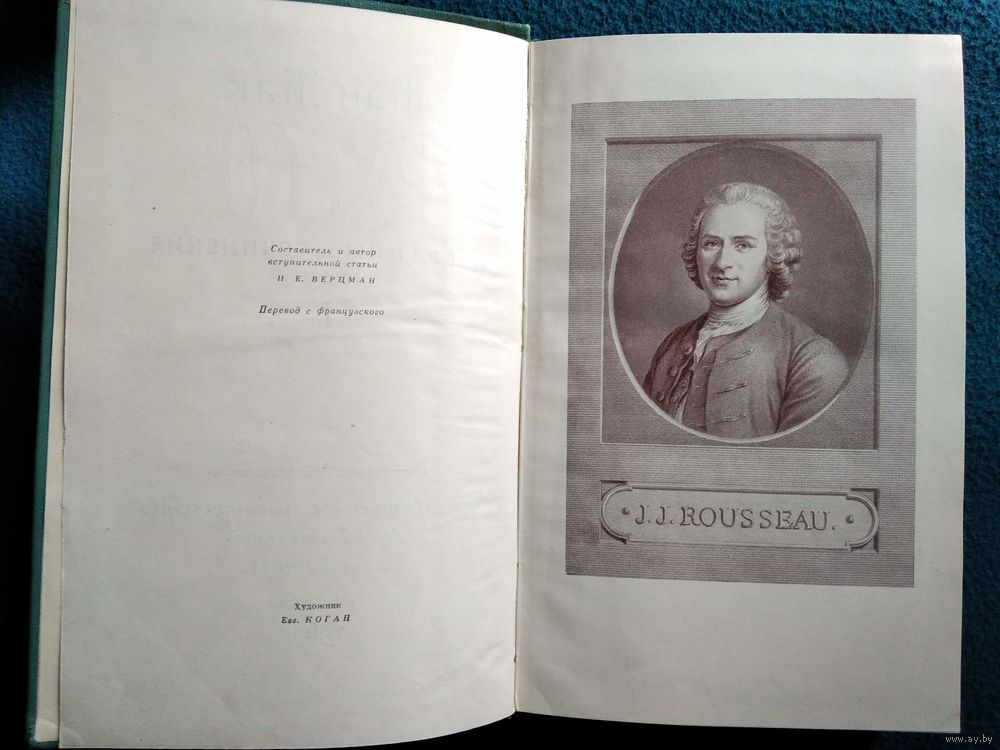 Составитель и автор
вступительной статьи
И. Е. ВЕРЦМАН
Перевод с французского
Художник
Евг. КОГАН
J. J. ROUSSEAU.
www.ay.by